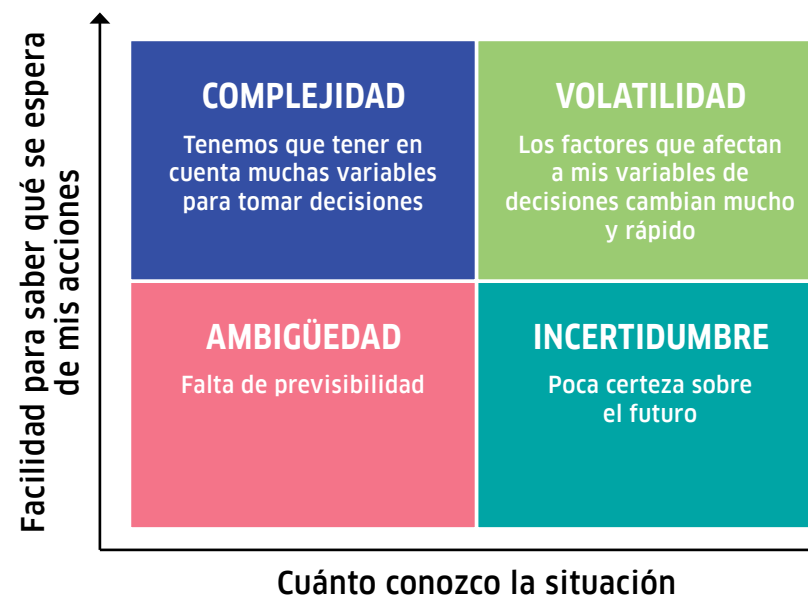 Facilidad para saber qué se espera
de mis acciones
COMPLEJIDAD
Tenemos que tener en
cuenta muchas variables
para tomar decisiones
VOLATILIDAD
Los factores que afectan
a mis variables de
decisiones cambian mucho
y rápido
AMBIGÜEDAD
Falta de previsibilidad
INCERTIDUMBRE
Poca certeza sobre
el futuro
Cuánto conozco la situación